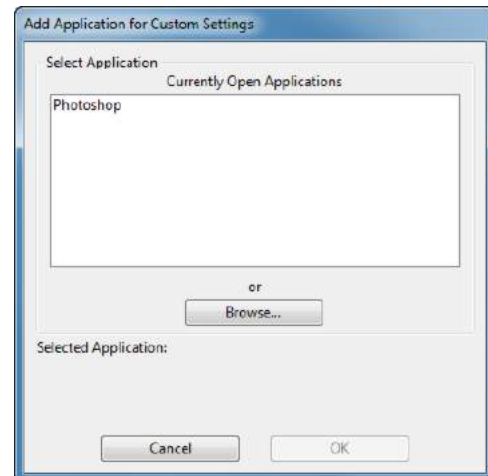 Add Application for Custom Settings
Select Application
Currently Open Applications
Photoshop
or
Browse...
Selected Application:
Cancel
OK